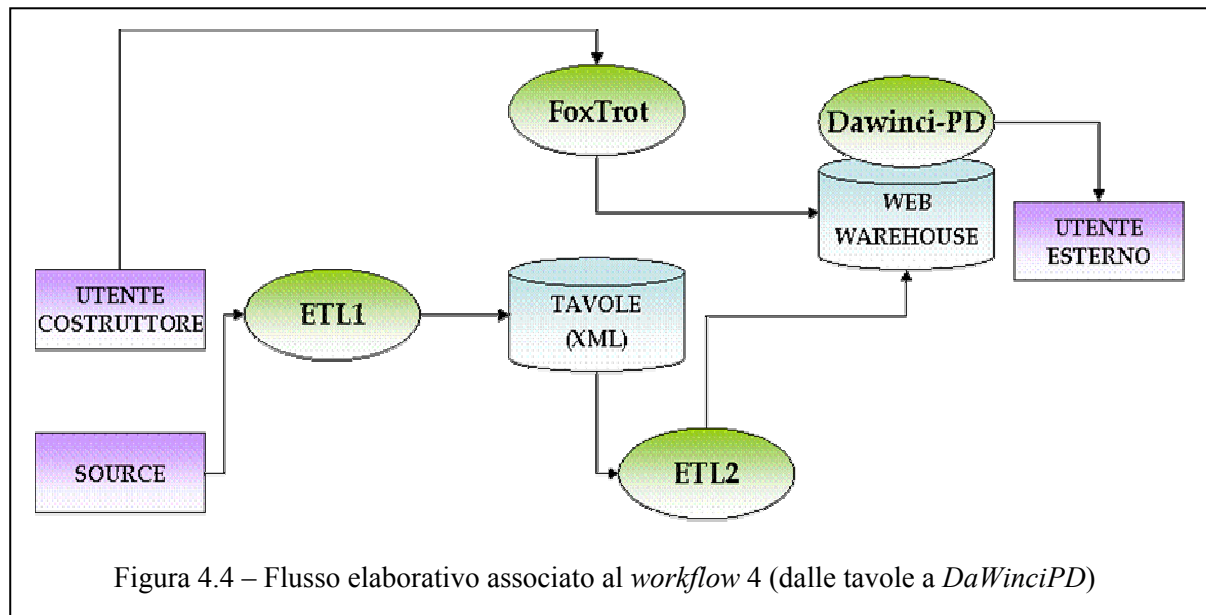 FoxTrot
Dawinci-PD
WEB
WAREHOUSE
UTENTE
ESTERNO
UTENTE
COSTRUTTORE
ETL1
TAVOLE
(XML)
SOURCE
ETL2
Figura 4.4 – Flusso elaborativo associato al workflow 4 (dalle tavole a DaWinciPD)